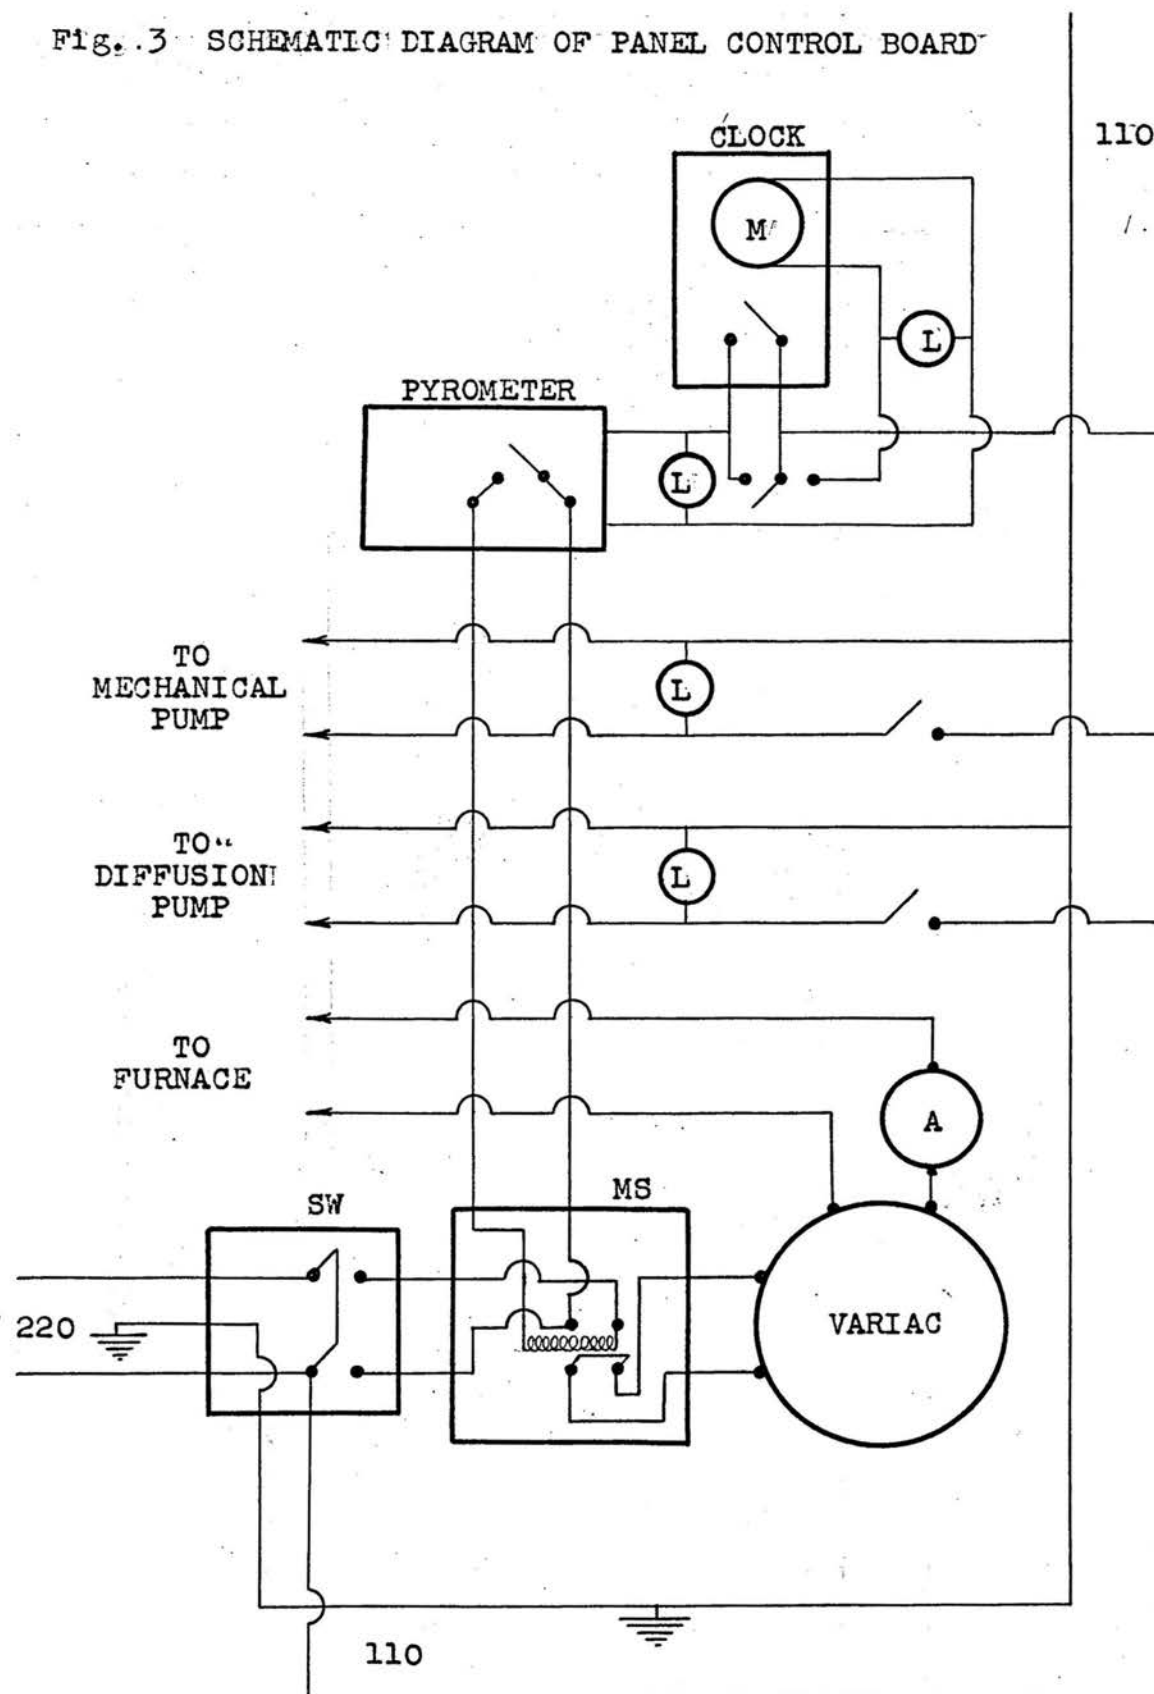 Fig. 3 SCHEMATIC DIAGRAM OF PANEL CONTROL BOARD
110
CLOCK
M
L
PYROMETER
L
TO
MECHANICAL
PUMP
L
TO
DIFFUSION
PUMP
L
TO
FURNACE
A
SW
MS
220
VARIAC
110